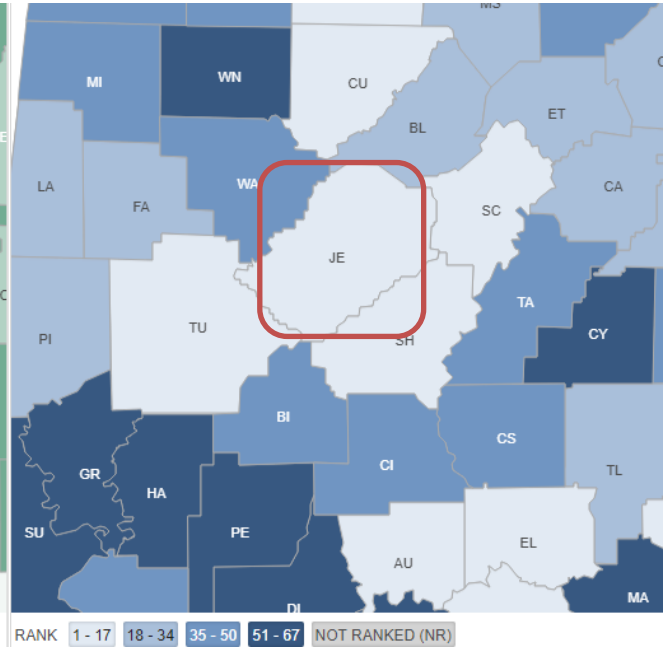 MS
MI
WN
CU
BL
ET
LA
FA
WA
CA
SC
JE
TA
PI
TU
SH
CY
BI
CS
CI
TL
GR
HA
SU
PE
EL
AU
MA
DL
RANK 1 - 17 18 - 34 35 - 50 51 - 67 NOT RANKED (NR)